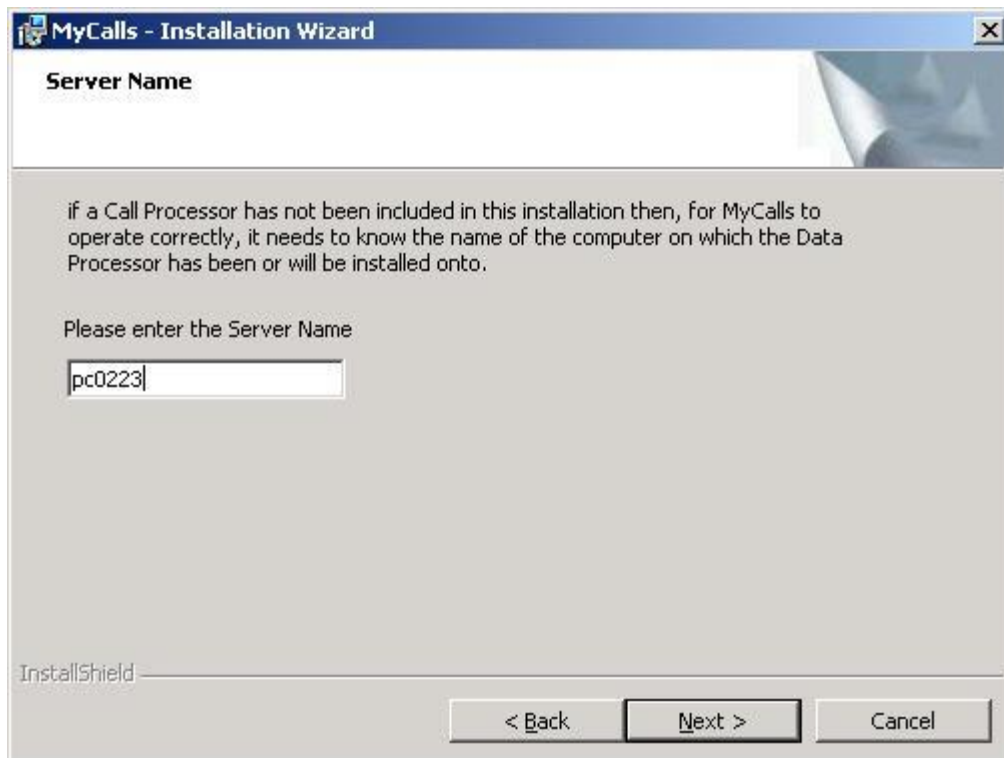 MyCalls - Installation Wizard
Server Name
if a Call Processor has not been included in this installation then, for MyCalls to
operate correctly, it needs to know the name of the computer on which the Data
Processor has been or will be installed onto.
Please enter the Server Name
pc0223
InstallShield
< Back Next > Cancel